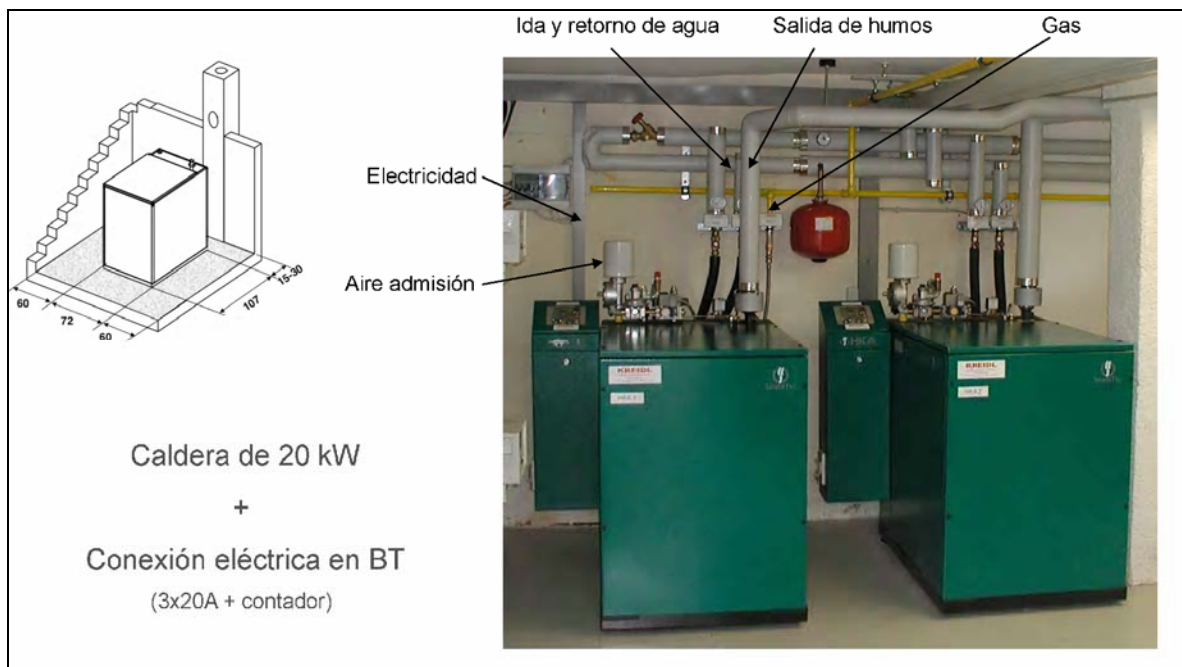 Ida y retorno de agua
Salida de humos
Gas
Electricidad
Aire admisión
60
72
60
107
15-30
Caldera de 20 kW
+
Conexión eléctrica en BT
(3x20A + contador)
KREIDL
KREIDL